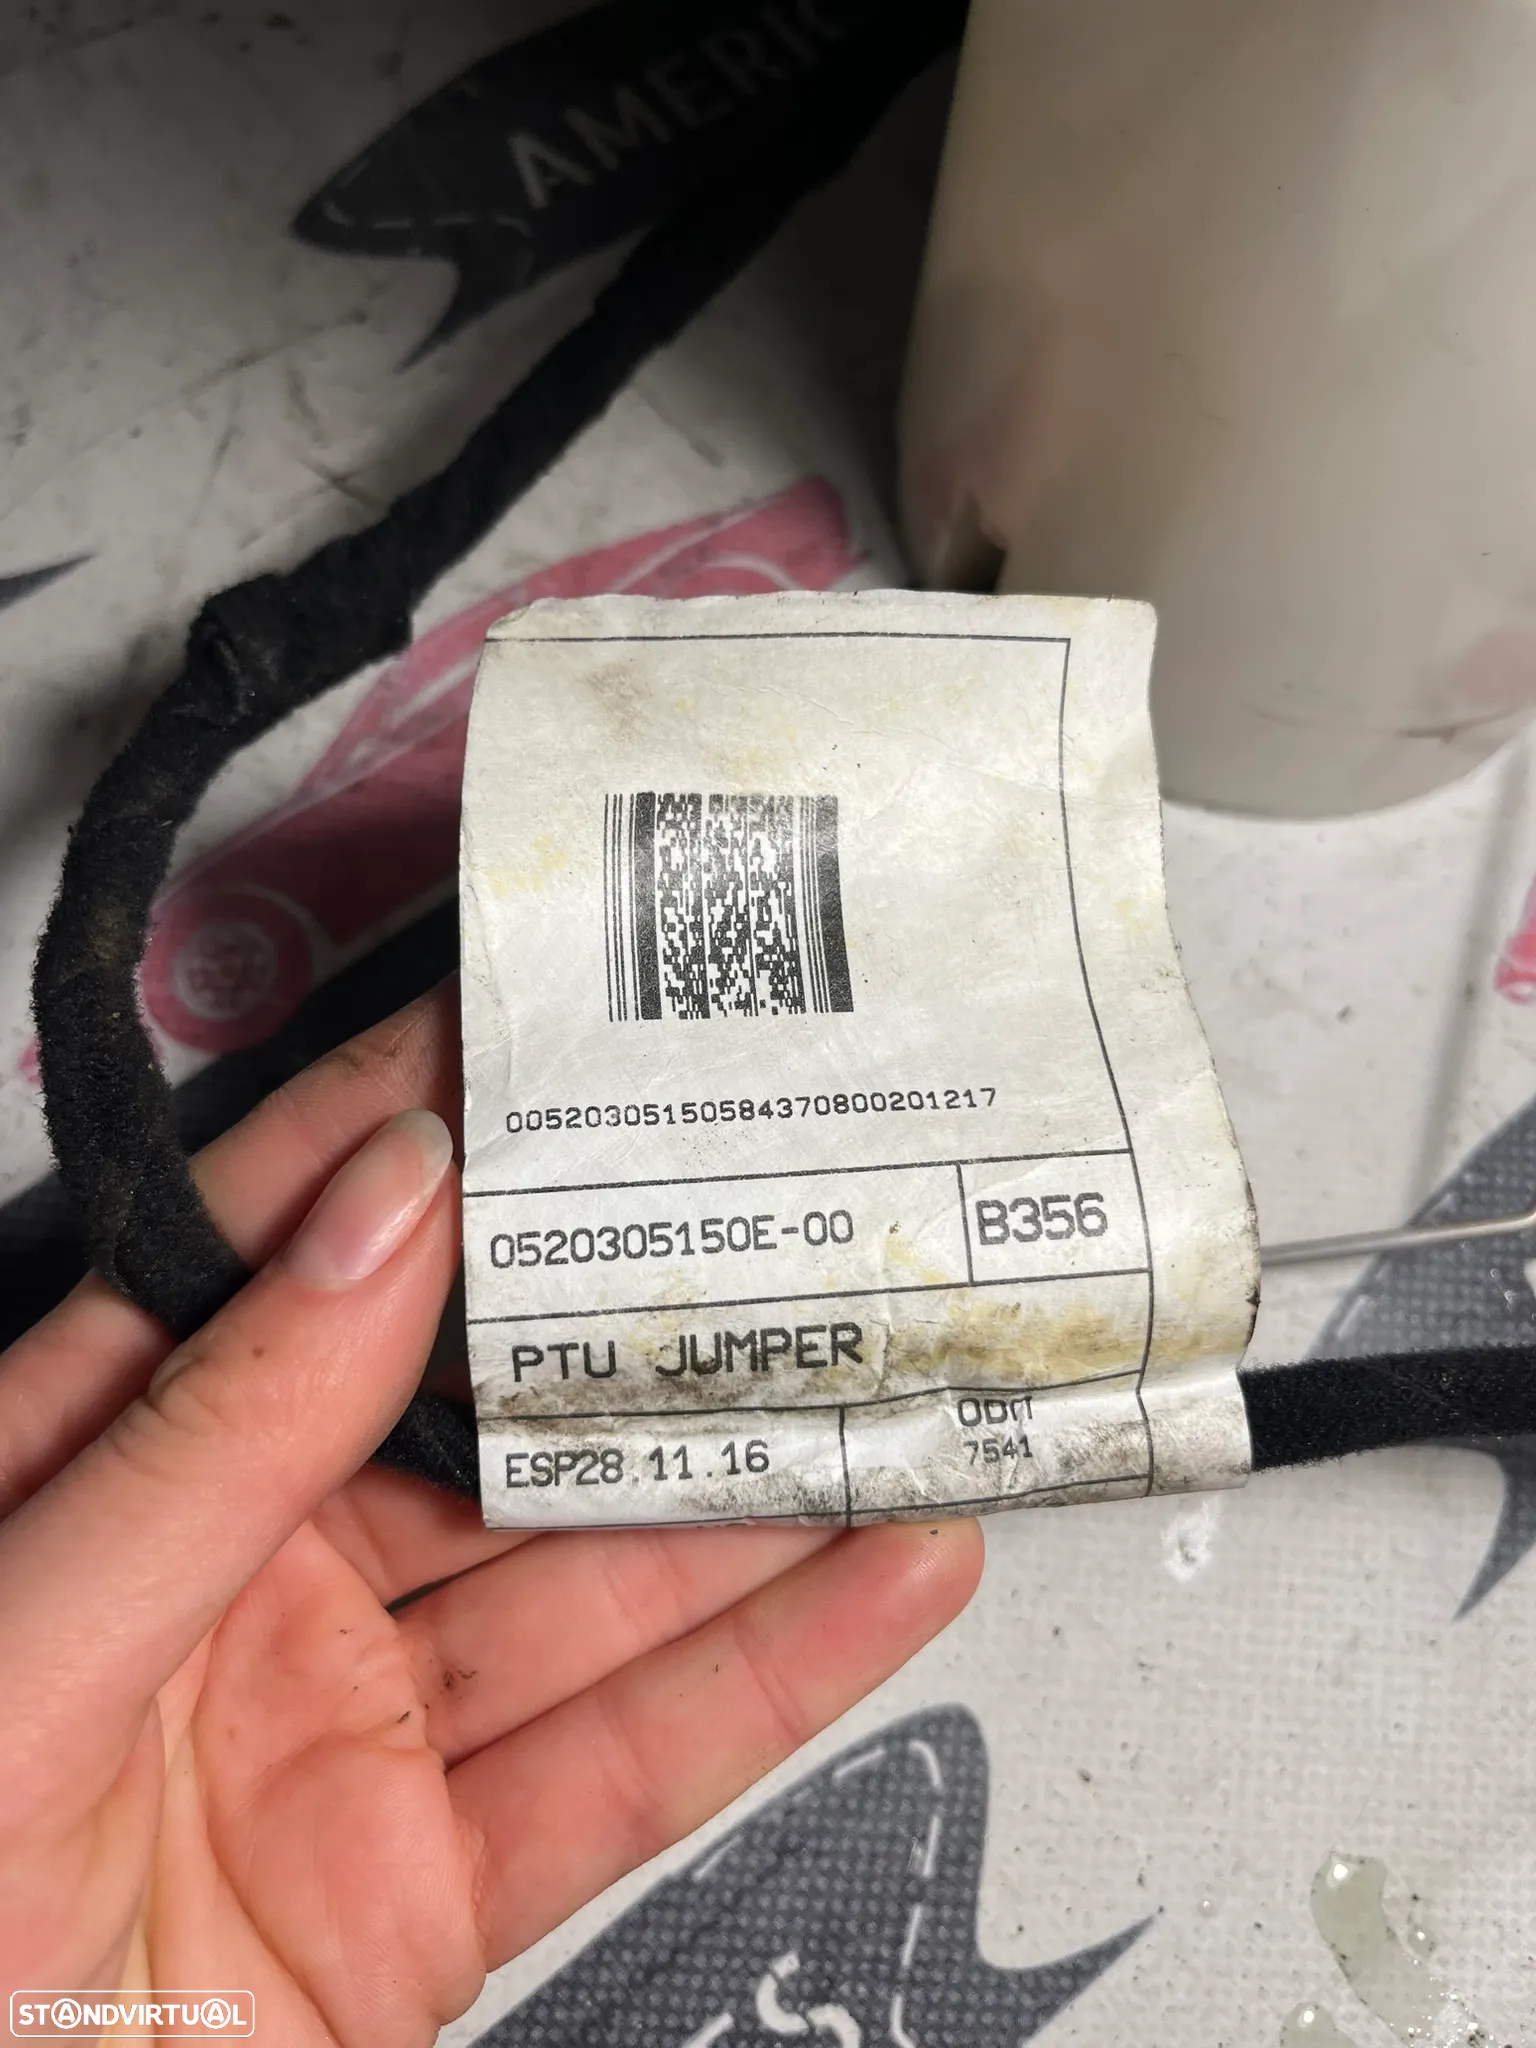 AMERIC
00520305150584370800201217
0520305150E-00
B356
PTU JUMPER
ESP28.11.16
7541
STANDVIRTUAL